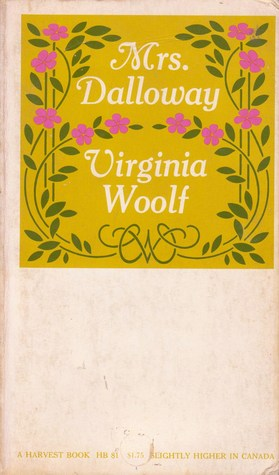 Mrs.
Dalloway
Virginia
Woolf
A HARVEST BOOK HB 81 $1.75 SLIGHTLY HIGHER IN CANADA